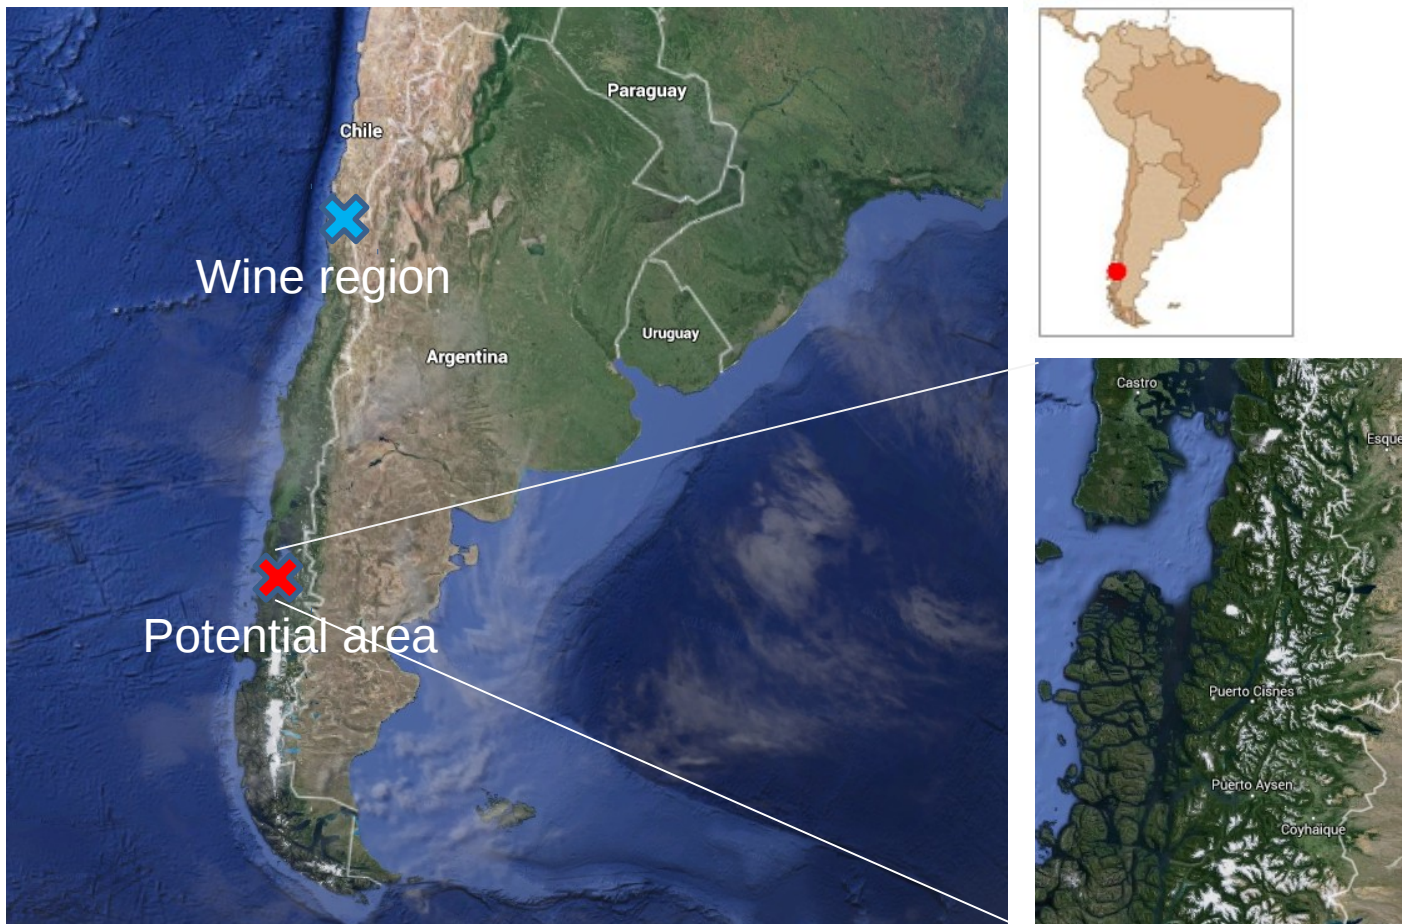 Paraguay
Chile
Wine region
Uruguay
Argentina
Potential area
Castro
Esque
Puerto Cisnes
Puerto Aysen
Coyhaique